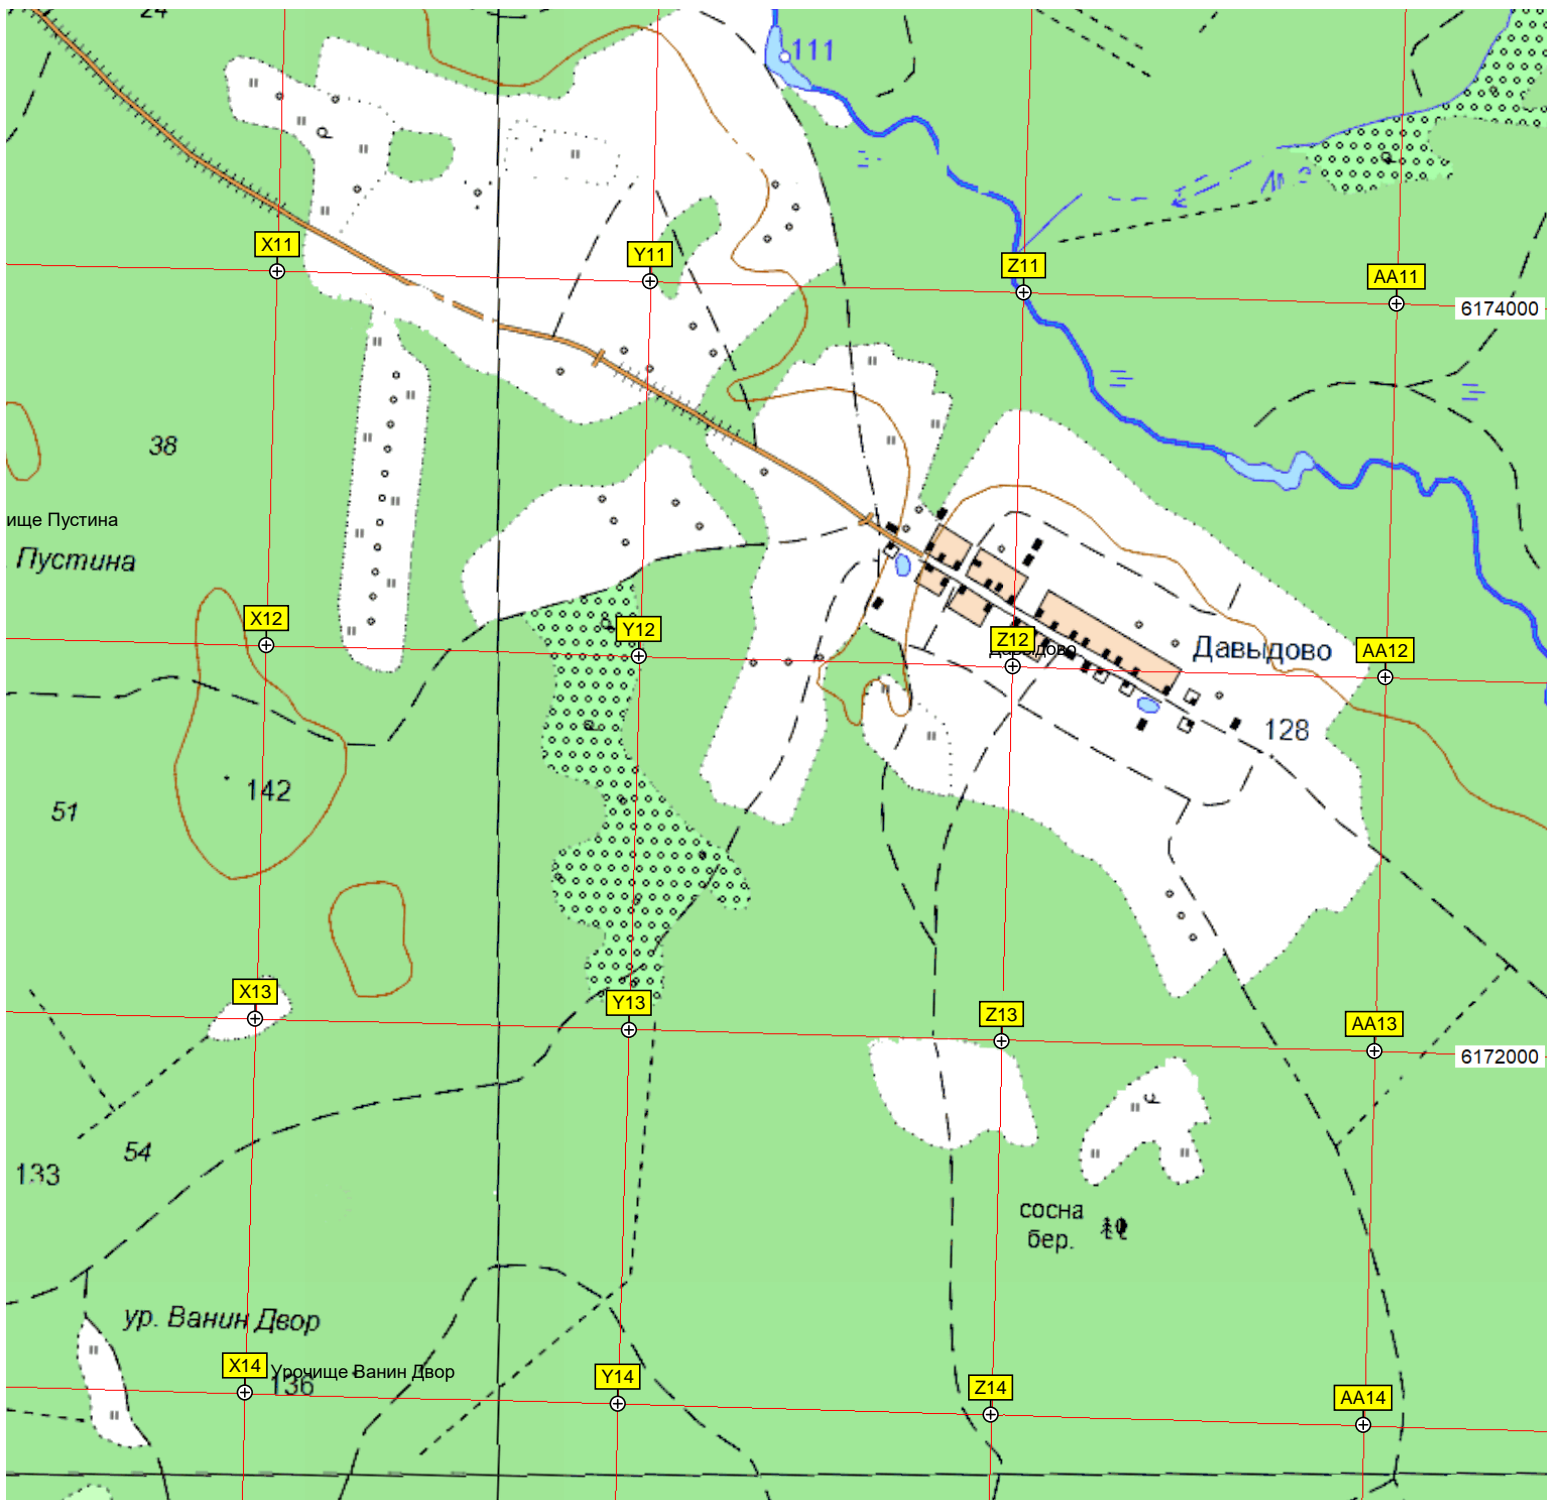 24
111
X11
Y11
Z11
AA11
6174000
38
ище Пустина
Пустина
X12
Y12
Z12
Давыдово
Давыдово
AA12
128
142
51
X13
Y13
Z13
AA13
6172000
54
133
сосна
бер.
ур. Ванин Двор
X14
Урочище Ванин Двор
136
Y14
Z14
AA14